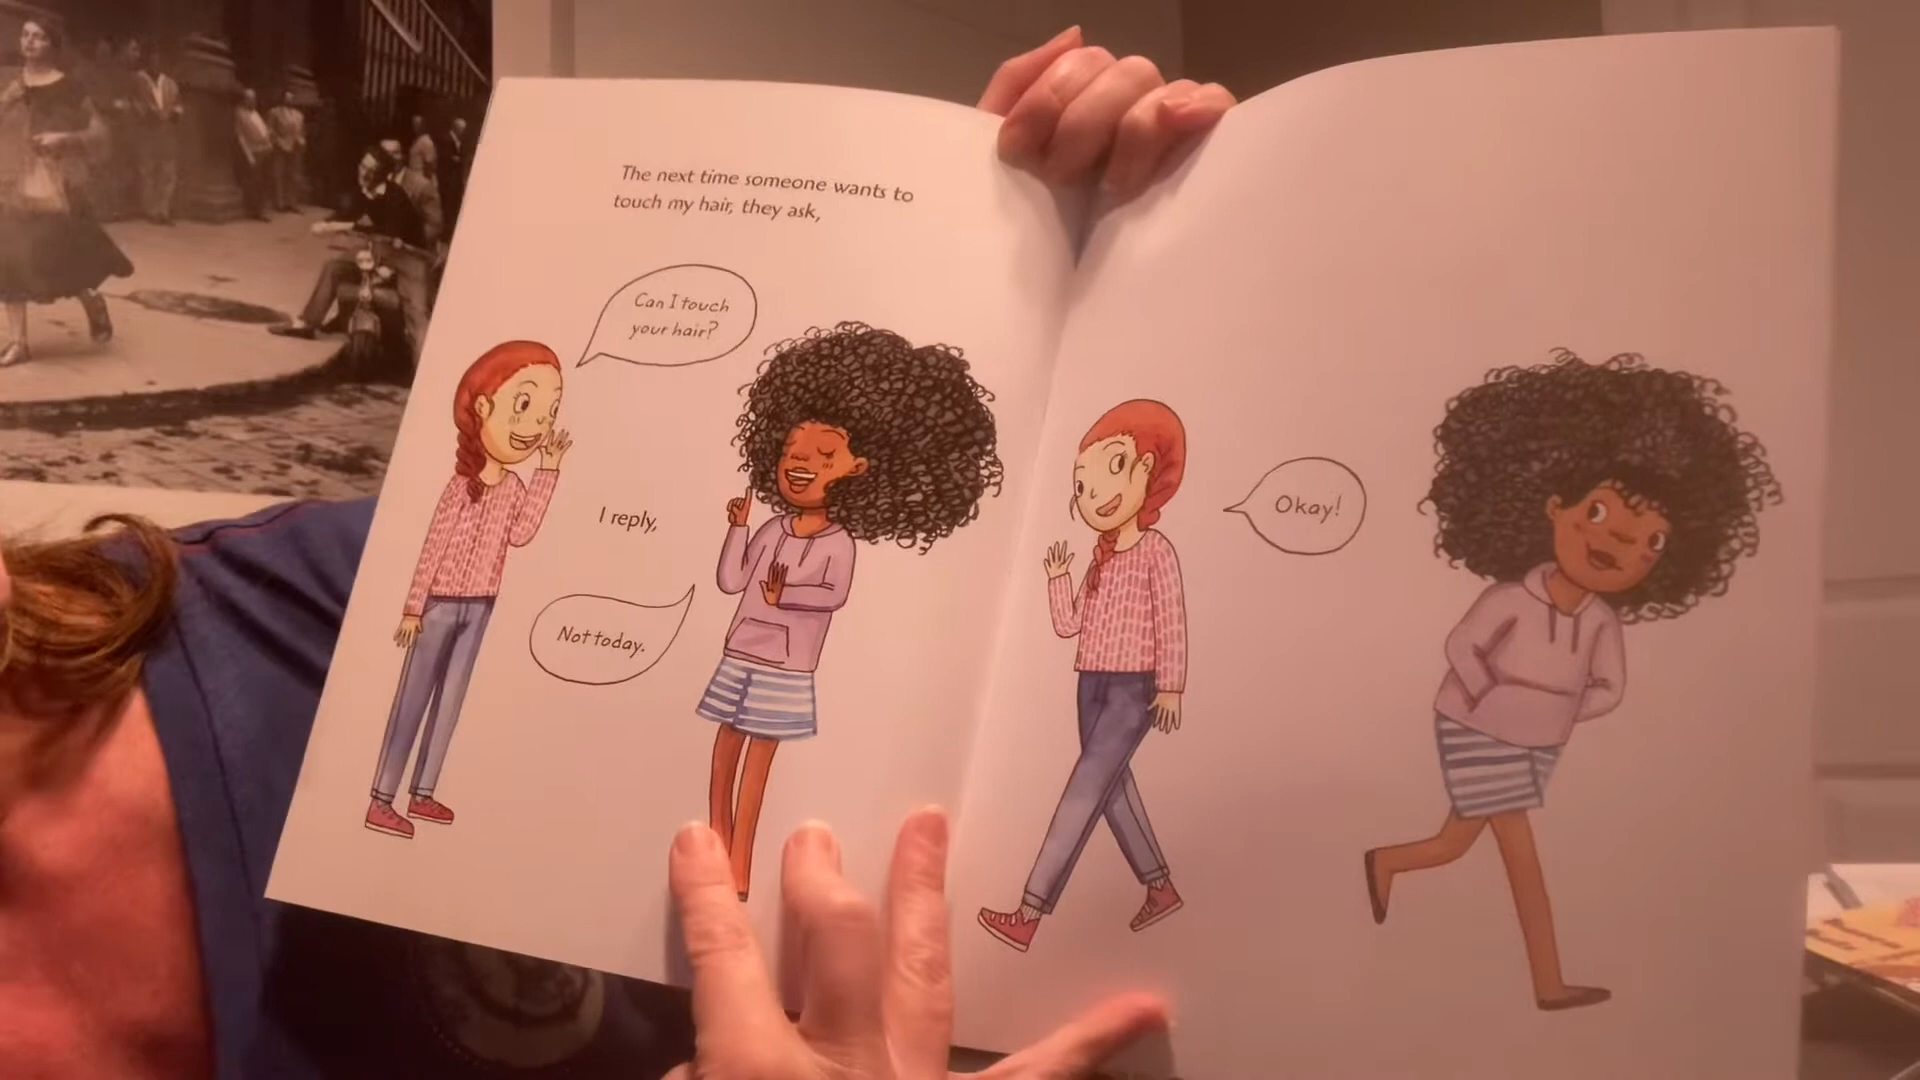 The next time someone wants to
touch my hair, they ask,
Can I touch
your hair?
I reply,
Not today.
Okay!